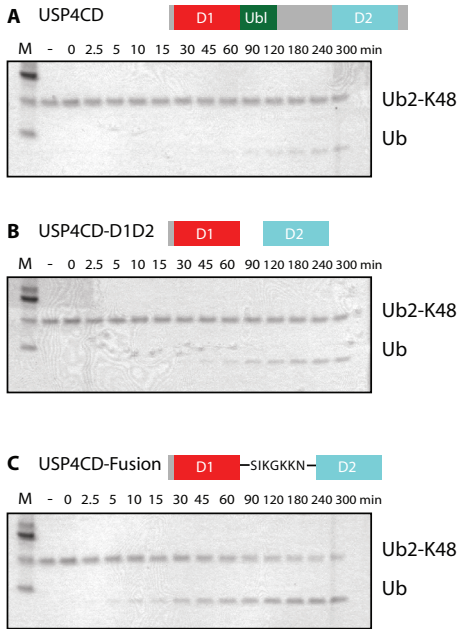 A USP4CD D1 Ubl D2
M - 0 2.5 5 10 15 30 45 60 90 120 180 240 300 min
Ub2-K48
Ub
B USP4CD-D1D2 D1 D2
M - 0 2.5 5 10 15 30 45 60 90 120 180 240 300 min
Ub2-K48
Ub
C USP4CD-Fusion D1 –SIKGKKN– D2
M - 0 2.5 5 10 15 30 45 60 90 120 180 240 300 min
Ub2-K48
Ub